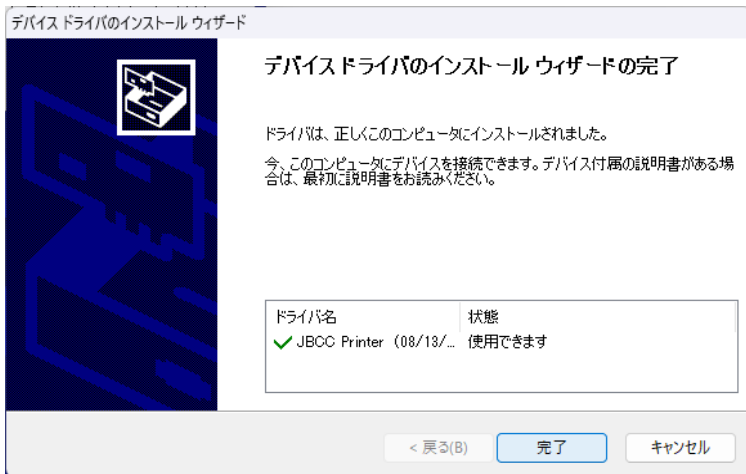 デバイス ドライバのインストール ウィザード
デバイス ドライバのインストール ウィザードの完了
ドライバは、正しくこのコンピュータにインストールされました。
今、このコンピュータにデバイスを接続できます。デバイス付属の説明書がある場
合は、最初に説明書をお読みください。
ドライバ名 状態
JBCC Printer (08/13/... 使用できます
< 戻る(B) 完了 キャンセル